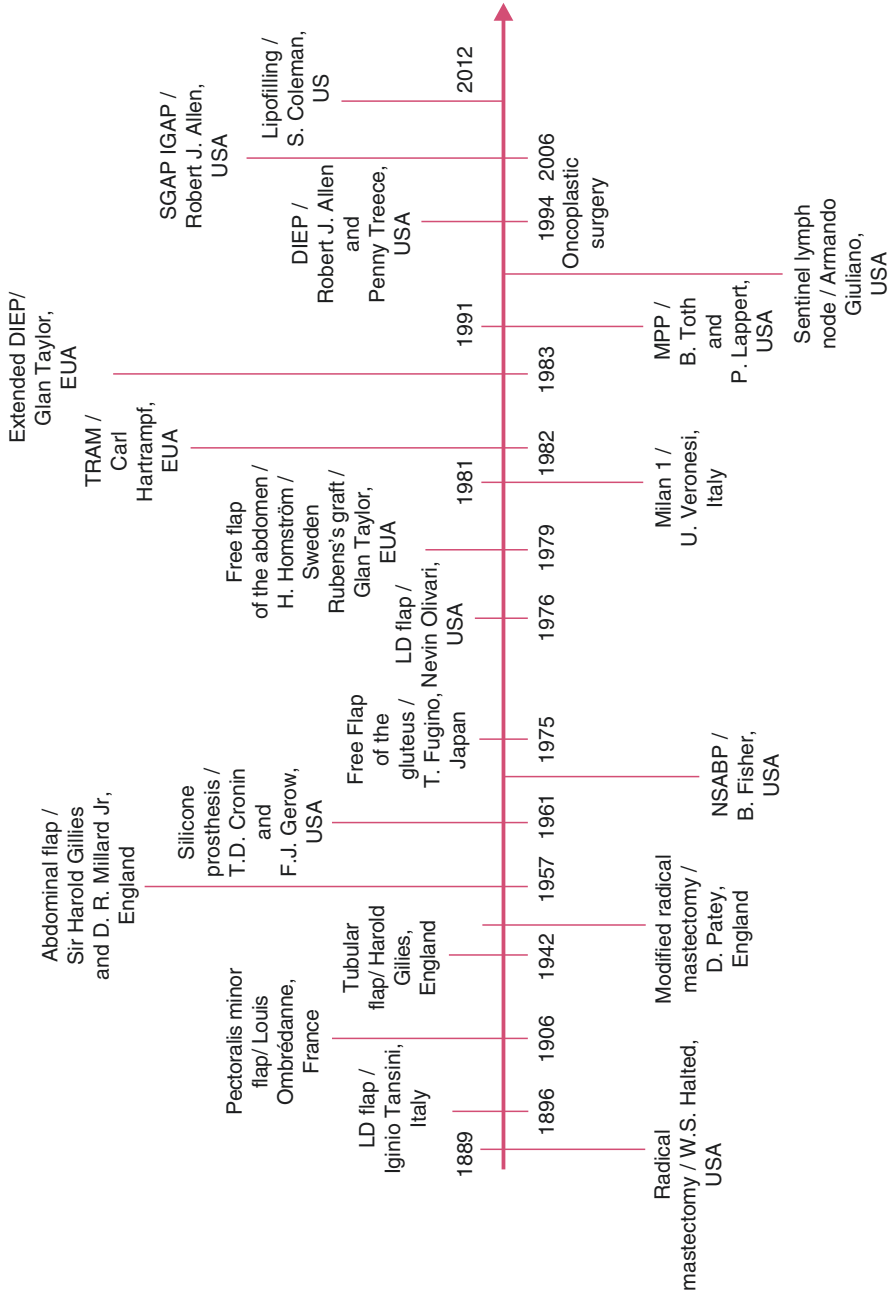 Abdominal flap /
Sir Harold Gillies
and D. R. Millard Jr,
England
Extended DIEP/
Glan Taylor,
EUA
Pectoralis minor
flap/ Louis
Ombrédanne,
France
Silicone
prosthesis /
T.D. Cronin
and
F.J. Gerow,
USA
TRAM /
Carl
Hartrampf,
EUA
SGAP IGAP /
Robert J. Allen,
USA
LD flap /
Iginio Tansini,
Italy
Tubular
flap/ Harold
Gilies,
England
Free Flap
of the
gluteus /
T. Fugino,
Japan
LD flap /
Nevin Olivari,
USA
Free flap
of the abdomen /
H. Homström /
Sweden
Rubens's graft /
Glan Taylor,
EUA
DIEP /
Robert J. Allen
and
Penny Treece,
USA
Lipofilling /
S. Coleman,
US
1889
1981
1991
2012
1896
1906
1942
1957
1961
1975
1976
1979
1982
1983
1994
2006
Oncoplastic
surgery
Radical
mastectomy / W.S. Halted,
USA
Modified radical
mastectomy /
D. Patey,
England
NSABP /
B. Fisher,
USA
Milan 1 /
U. Veronesi,
Italy
MPP /
B. Toth
and
P. Lappert,
USA
Sentinel lymph
node / Armando
Giuliano,
USA